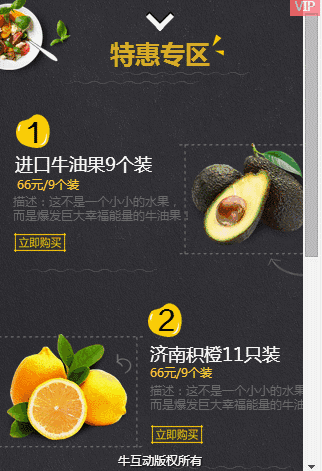 VIP
特惠专区
1
进口牛油果9个装
66元/9个装
描述：这不是一个小小的水果，
而是爆发巨大幸福能量的牛油果！
立即购买
2
济南积橙11只装
66元/9个装
描述：这不是一个小小的水
而是爆发巨大幸福能量的牛油
立即购买
牛互动版权所有